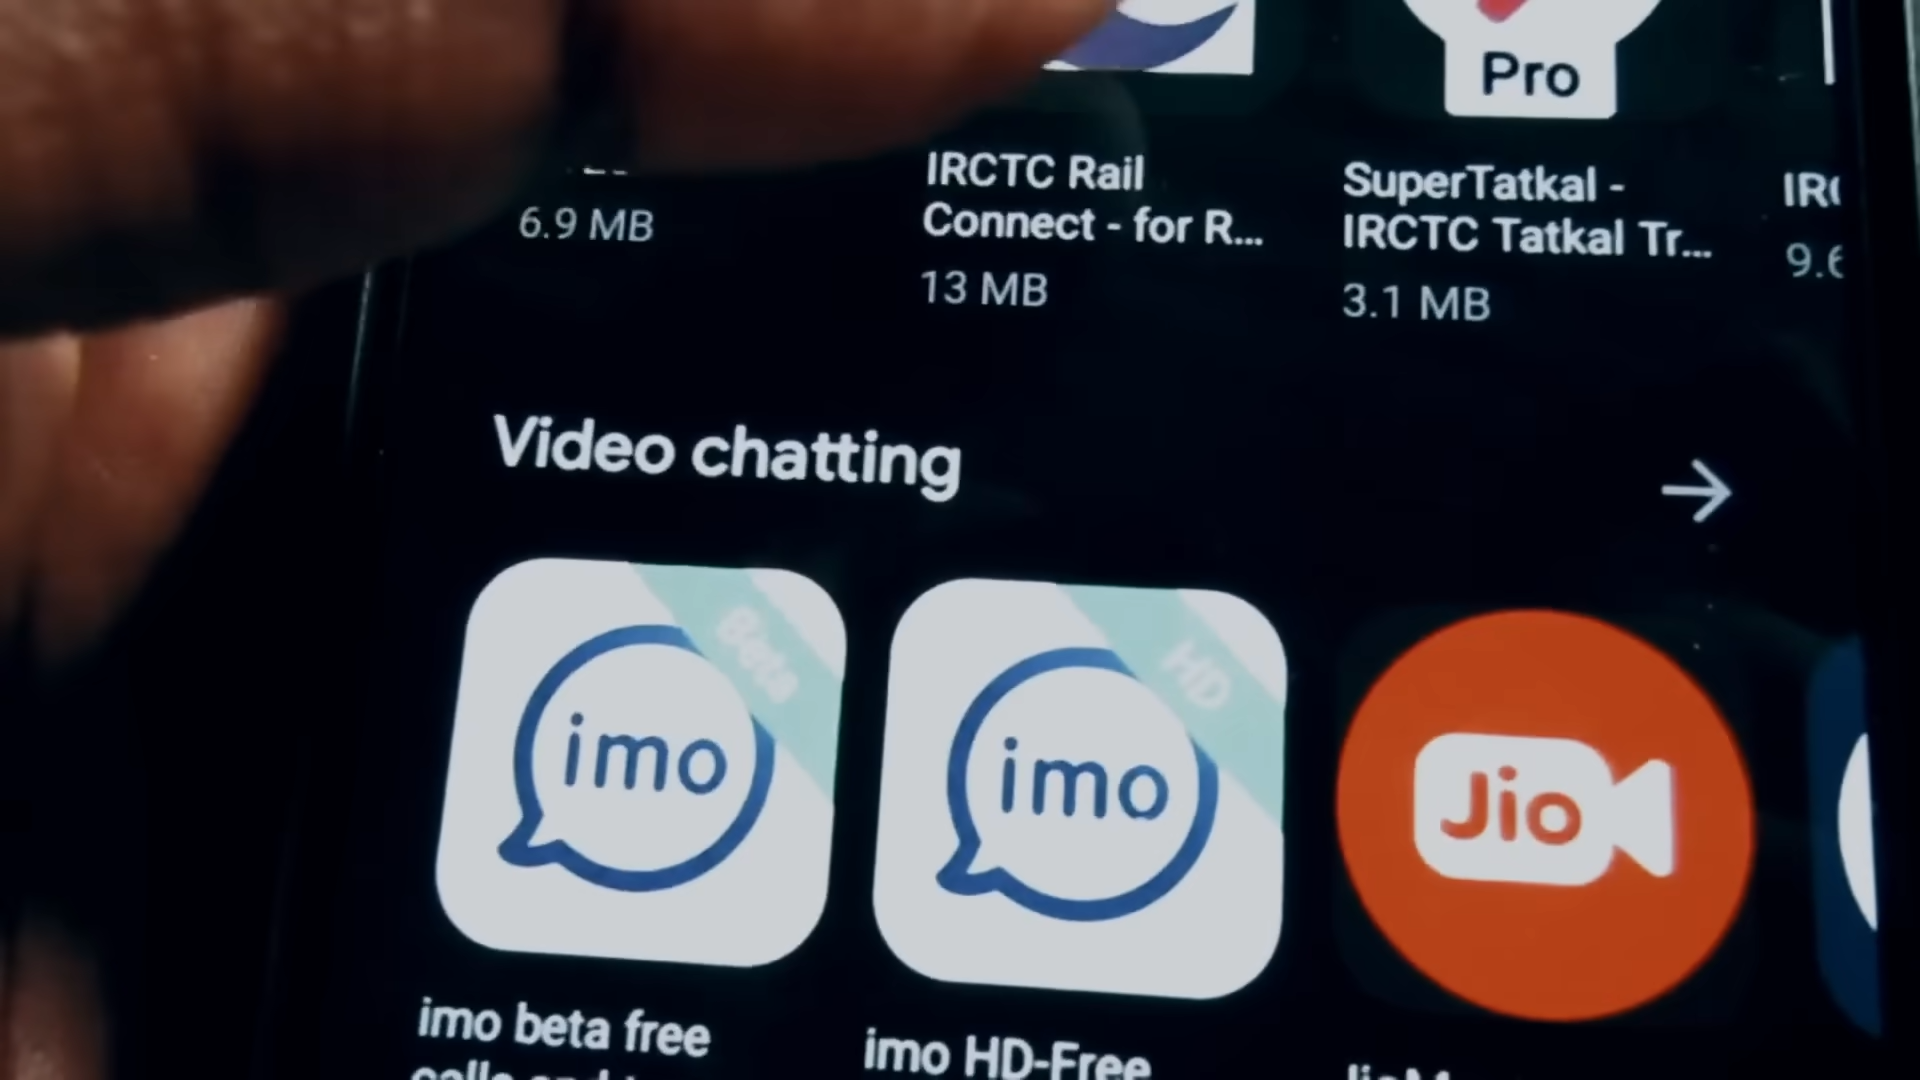 Pro
6.9 MB
IRCTC Rail
Connect - for R...
13 MB
SuperTatkal -
IRCTC Tatkal Tr...
3.1 MB
Video chatting
Beta
imo
HD
imo
Jio
imo beta free
imo HD-Free